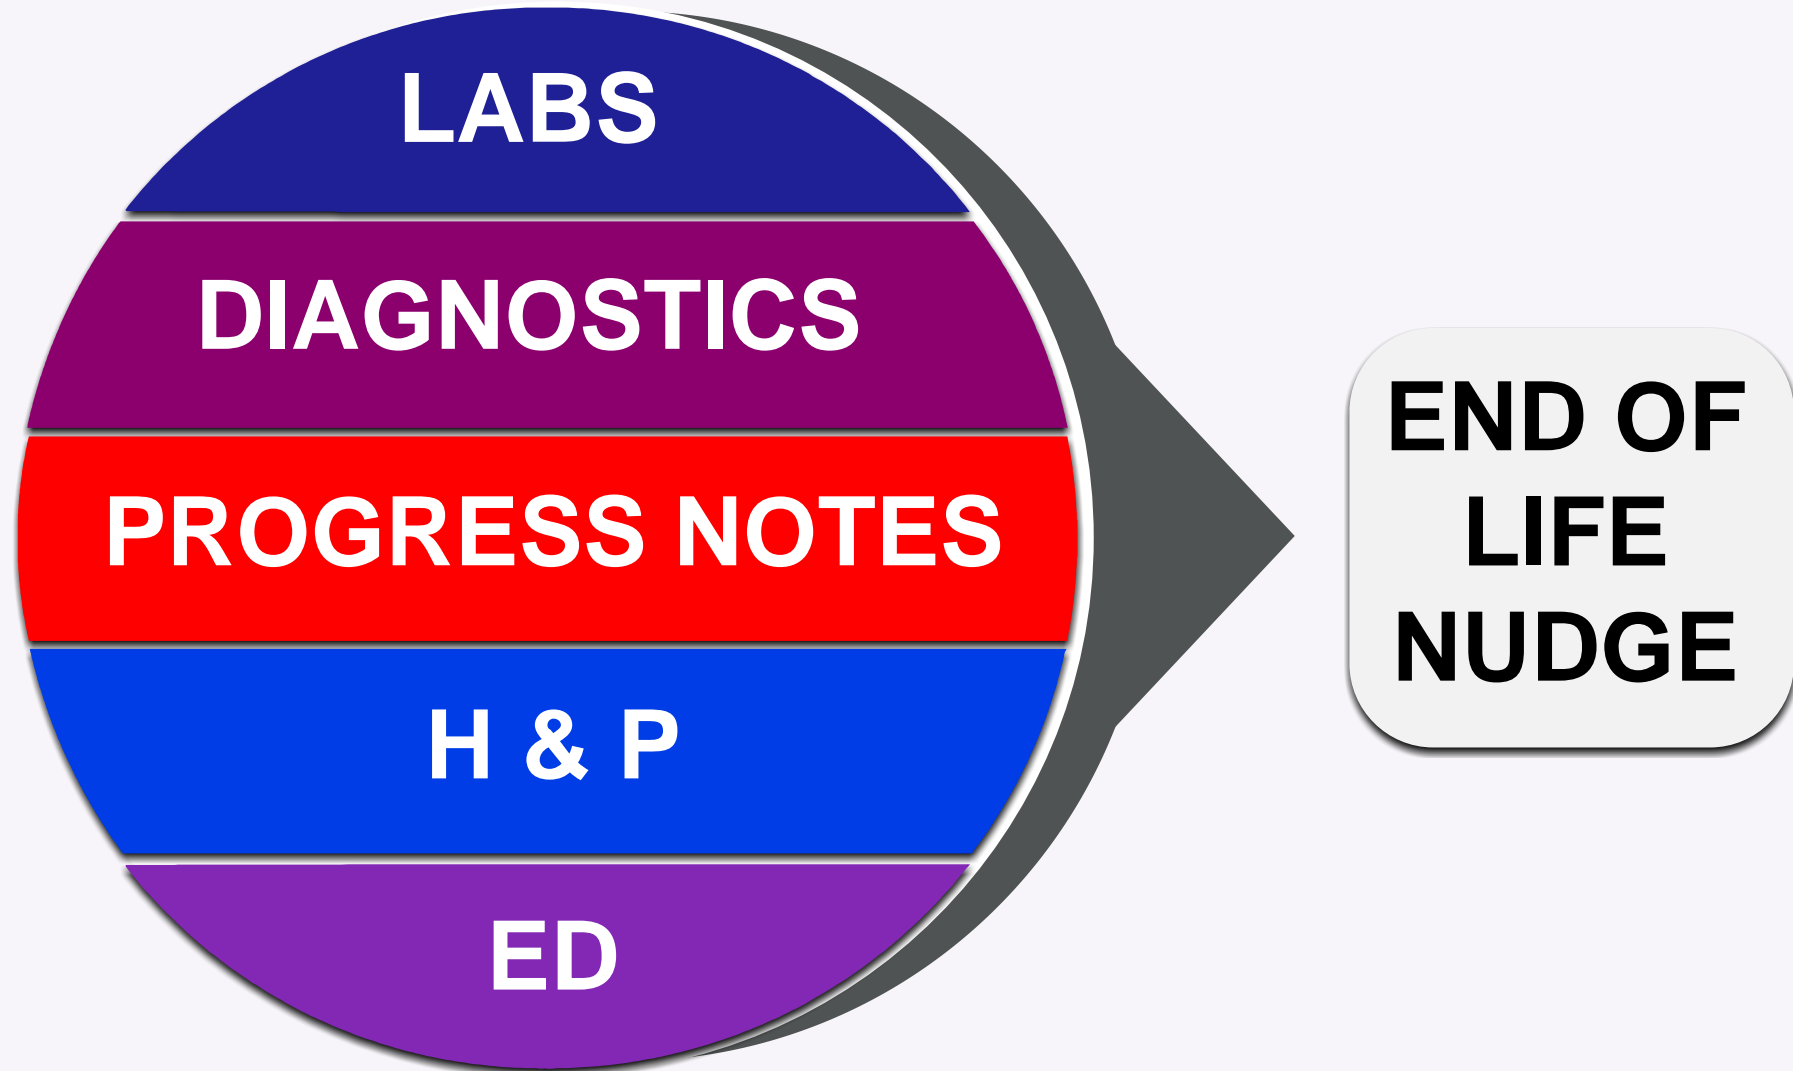 LABS
DIAGNOSTICS
PROGRESS NOTES
H & P
ED
END OF
LIFE
NUDGE